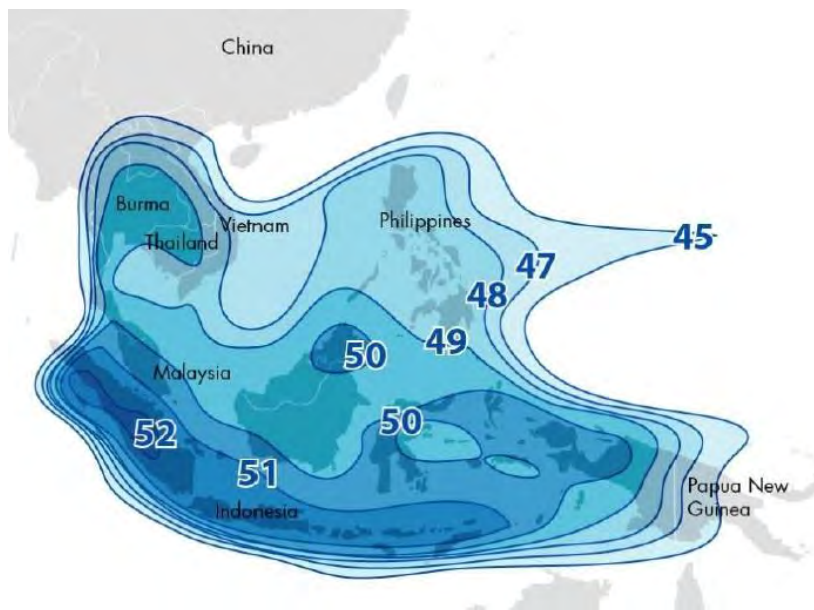 China
Burma
Vietnam
Philippines
Thailand
45
47
48
49
50
Malaysia
50
52
51
Indonesia
Papua New
Guinea